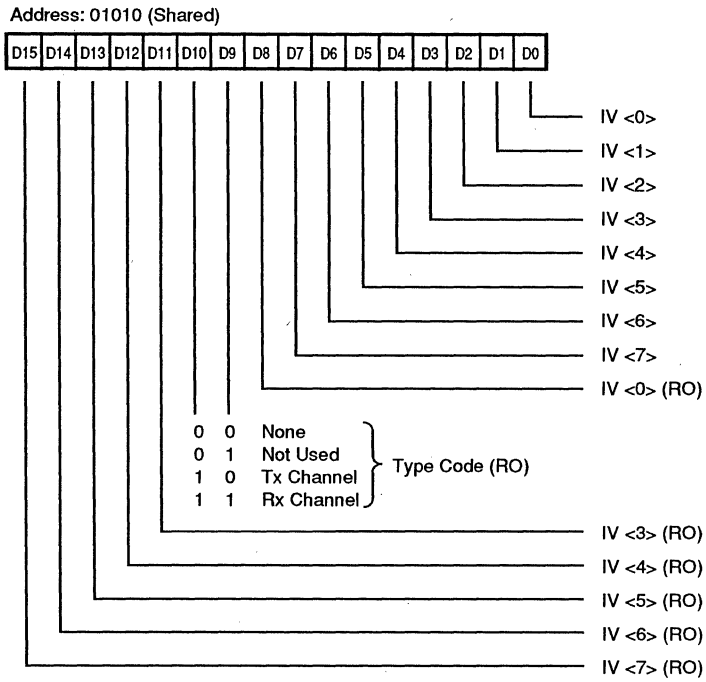 Address: 01010 (Shared)
D15 D14 D13 D12 D11 D10 D9 D8 D7 D6 D5 D4 D3 D2 D1 D0
IV <0>
IV <1>
IV <2>
IV <3>
IV <4>
IV <5>
IV <6>
IV <7>
IV <0> (RO)
0 0 None
0 1 Not Used
1 0 Tx Channel
1 1 Rx Channel
Type Code (RO)
IV <3> (RO)
IV <4> (RO)
IV <5> (RO)
IV <6> (RO)
IV <7> (RO)